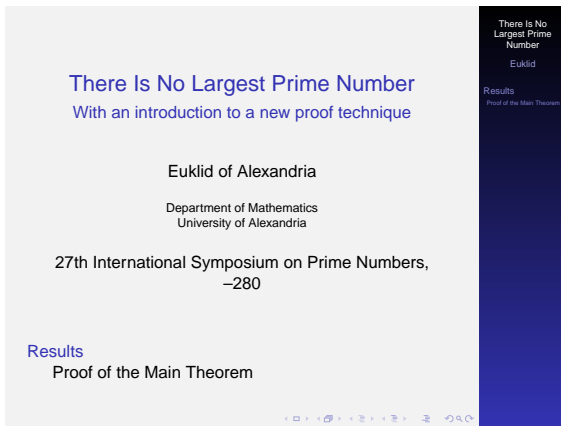 There Is No Largest Prime Number
With an introduction to a new proof technique
Euklid of Alexandria
Department of Mathematics
University of Alexandria
27th International Symposium on Prime Numbers,
–280
Results
Proof of the Main Theorem
There Is No
Largest Prime
Number
Euklid
Results
Proof of the Main Theorem